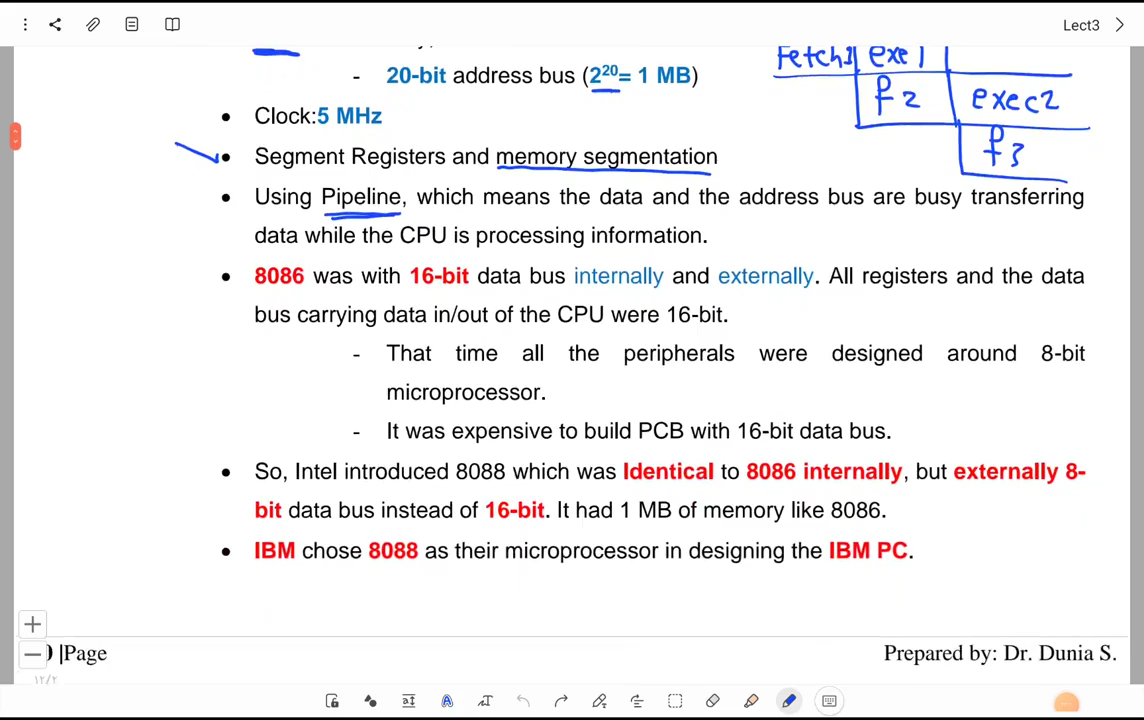 Lect3
Fetch1 exe1
- 20-bit address bus (2²⁰= 1 MB)
f2 exec2
• Clock:5 MHz
f3
• Segment Registers and memory segmentation
• Using Pipeline, which means the data and the address bus are busy transferring
data while the CPU is processing information.
• 8086 was with 16-bit data bus internally and externally. All registers and the data
bus carrying data in/out of the CPU were 16-bit.
- That time all the peripherals were designed around 8-bit
microprocessor.
- It was expensive to build PCB with 16-bit data bus.
• So, Intel introduced 8088 which was Identical to 8086 internally, but externally 8-
bit data bus instead of 16-bit. It had 1 MB of memory like 8086.
• IBM chose 8088 as their microprocessor in designing the IBM PC.
|Page
Prepared by: Dr. Dunia S.
١٢/٢